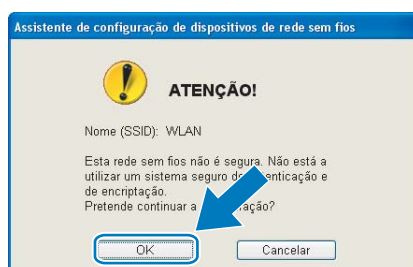 Assistente de configuração de dispositivos de rede sem fios
ATENÇÃO!
Nome (SSID): WLAN
Esta rede sem fios não é segura. Não está a
utilizar um sistema seguro de e
de encriptação.
Pretende continuar a
OK
Cancelar